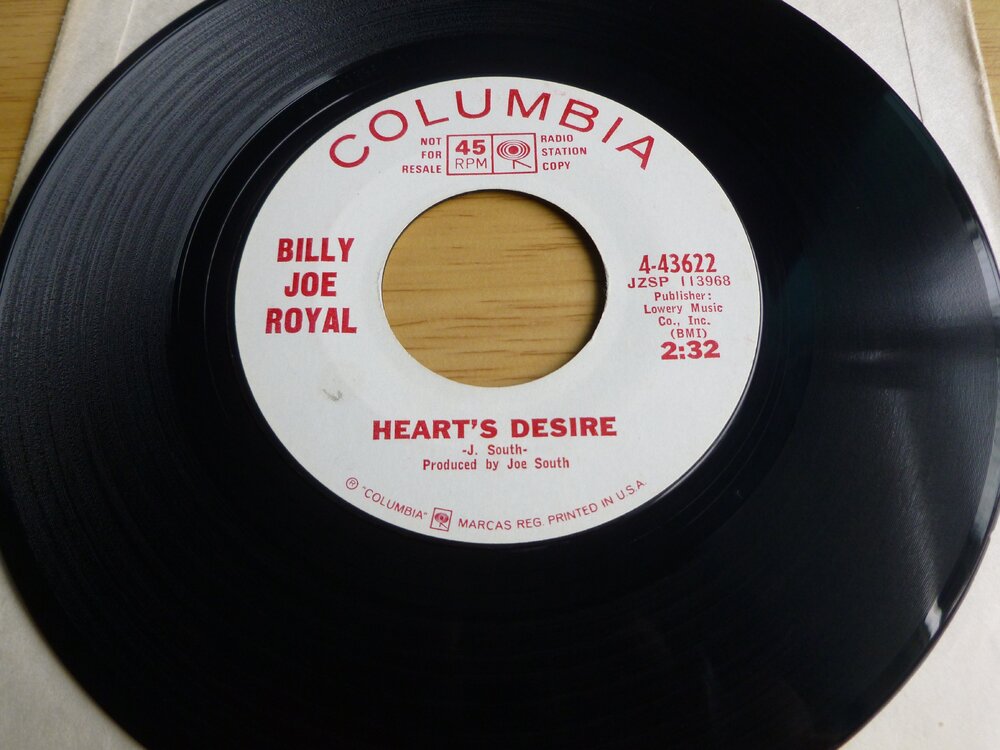 COLUMBIA
NOT
FOR
RESALE
45
RPM
RADIO
STATION
COPY
BILLY
JOE
ROYAL
4-43622
JZSP 113968
Publisher:
Lowery Music
Co., Inc.
(BMI)
2:32
HEART'S DESIRE
-J. South-
Produced by Joe South
Ⓡ "COLUMBIA" MARCAS REG. PRINTED IN U.S.A.